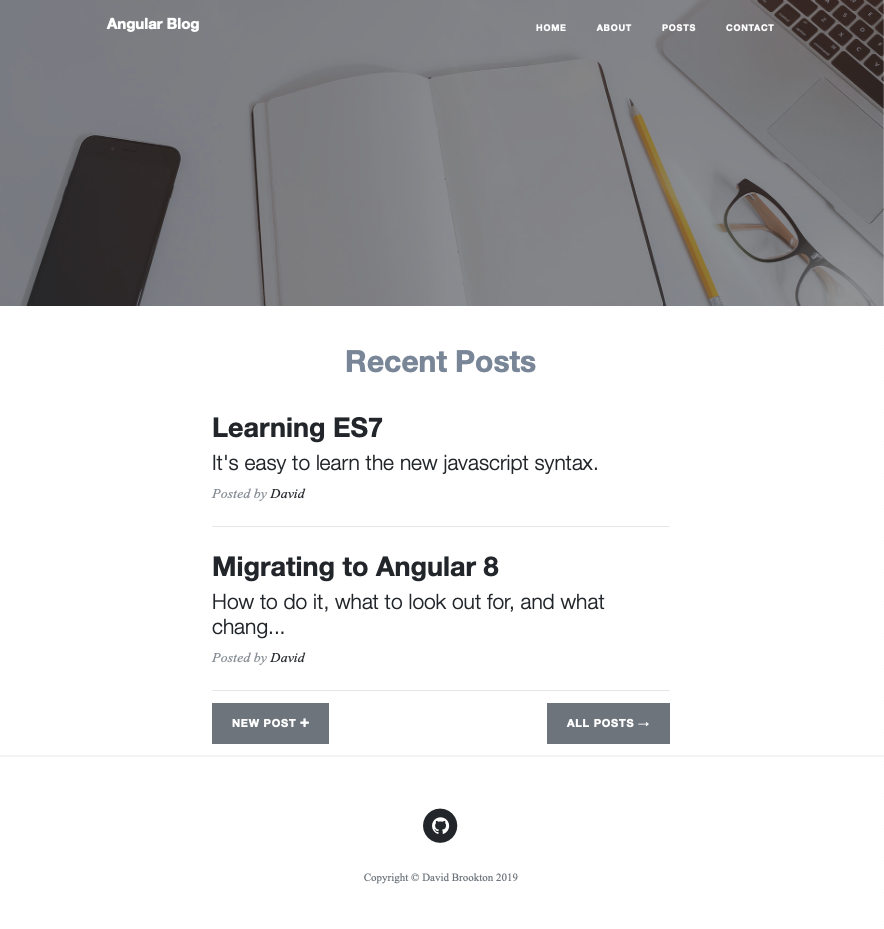 Angular Blog
HOME ABOUT POSTS CONTACT
Recent Posts
Learning ES7
It's easy to learn the new javascript syntax.
Posted by David
Migrating to Angular 8
How to do it, what to look out for, and what
chang...
Posted by David
NEW POST +
ALL POSTS →
Copyright © David Brookton 2019